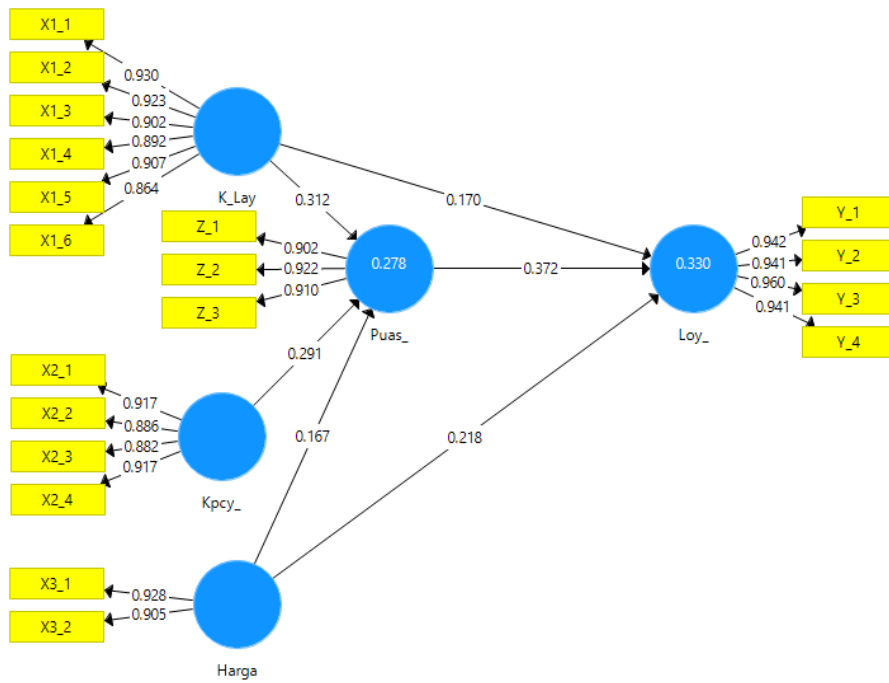 X1_1
X1_2
X1_3
X1_4
X1_5
X1_6
0.930
0.923
0.902
0.892
0.907
0.864
K_Lay
0.312
0.170
Z_1
Z_2
Z_3
0.902
0.922
0.910
0.278
Puas_
0.372
0.330
Loy_
0.942
0.941
0.960
0.941
Y_1
Y_2
Y_3
Y_4
X2_1
X2_2
X2_3
X2_4
0.917
0.886
0.882
0.917
Kpcy_
0.291
0.167
0.218
X3_1
X3_2
0.928
0.905
Harga